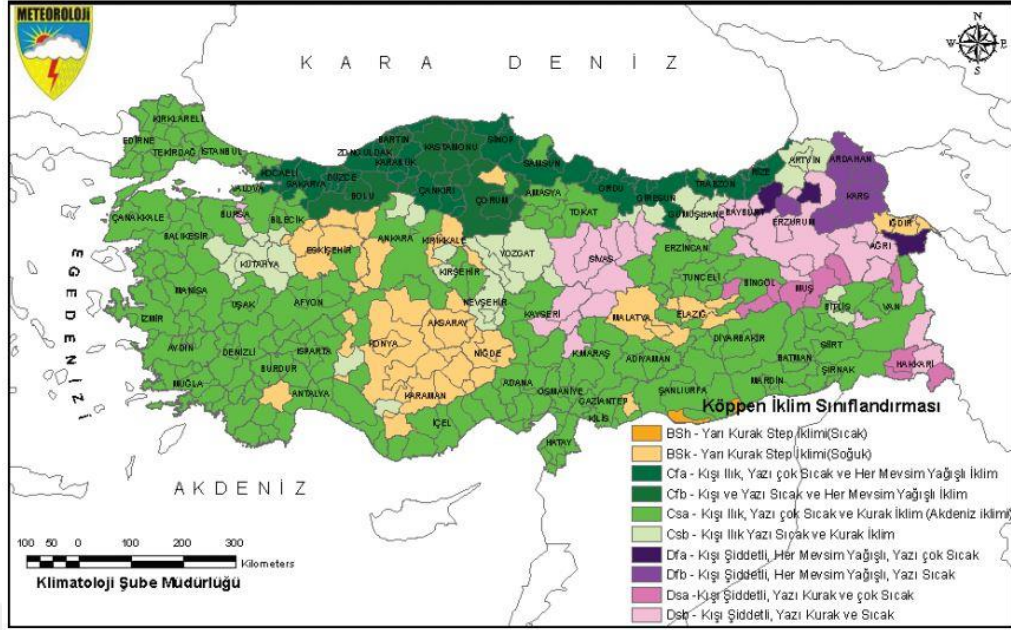 METEOROLOJİ
N
W E
S
KARA DENİZ
KIRKLARELİ
EDİRNE
TEKİRDAĞ
İSTANBUL
KOCAELİ
YALOVA
SAKARYA
DÜZCE
ZONGULDAK
BARTIN
KARABÜK
KASTAMONU
SİNOP
BOLU
ÇANKIRI
ÇORUM
SAMSUN
AMASYA
ORDU
TOKAT
GİRESUN
TRABZON
GÜMÜŞHANE
BAYBURT
RİZE
ARTVİN
ARDAHAN
KARS
ERZURUM
IĞDIR
AĞRI
ÇANAKKALE
BALIKESİR
BURSA
BİLECİK
KÜTAHYA
ESKİŞEHİR
ANKARA
KIRIKKALE
KIRŞEHİR
YOZGAT
SİVAS
ERZİNCAN
TUNCELİ
BİNGÖL
MUŞ
BİTLİS
VAN
EGE DENİZİ
MANİSA
İZMİR
UŞAK
AFYON
AYDIN
DENİZLİ
ISPARTA
BURDUR
MUĞLA
ANTALYA
KONYA
AKSARAY
NEVŞEHİR
NİĞDE
KAYSERİ
KARAMAN
İÇEL
ADANA
OSMANİYE
K.MARAŞ
MALATYA
ELAZIĞ
ADIYAMAN
DİYARBAKIR
GAZİANTEP
KİLİS
HATAY
ŞANLIURFA
MARDİN
BATMAN
SİİRT
ŞIRNAK
HAKKARİ
AKDENİZ
Köppen İklim Sınıflandırması
BSh - Yarı Kurak Step İklimi(Sıcak)
BSk - Yarı Kurak Step İklimi(Soğuk)
Cfa - Kışı Ilık, Yazı çok Sıcak ve Her Mevsim Yağışlı İklim
Cfb - Kışı ve Yazı Sıcak ve Her Mevsim Yağışlı İklim
Csa - Kışı Ilık, Yazı çok Sıcak ve Kurak İklim (Akdeniz iklimi)
Csb - Kışı Ilık Yazı Sıcak ve Kurak İklim
Dfa - Kışı Şiddetli, Her Mevsim Yağışlı, Yazı çok Sıcak
Dfb - Kışı Şiddetli, Her Mevsim Yağışlı, Yazı Sıcak
Dsa - Kışı Şiddetli, Yazı Kurak ve çok Sıcak
Dsb - Kışı Şiddetli, Yazı Kurak ve Sıcak
100 50 0 100 200 300
Kilometers
Klimatoloji Şube Müdürlüğü